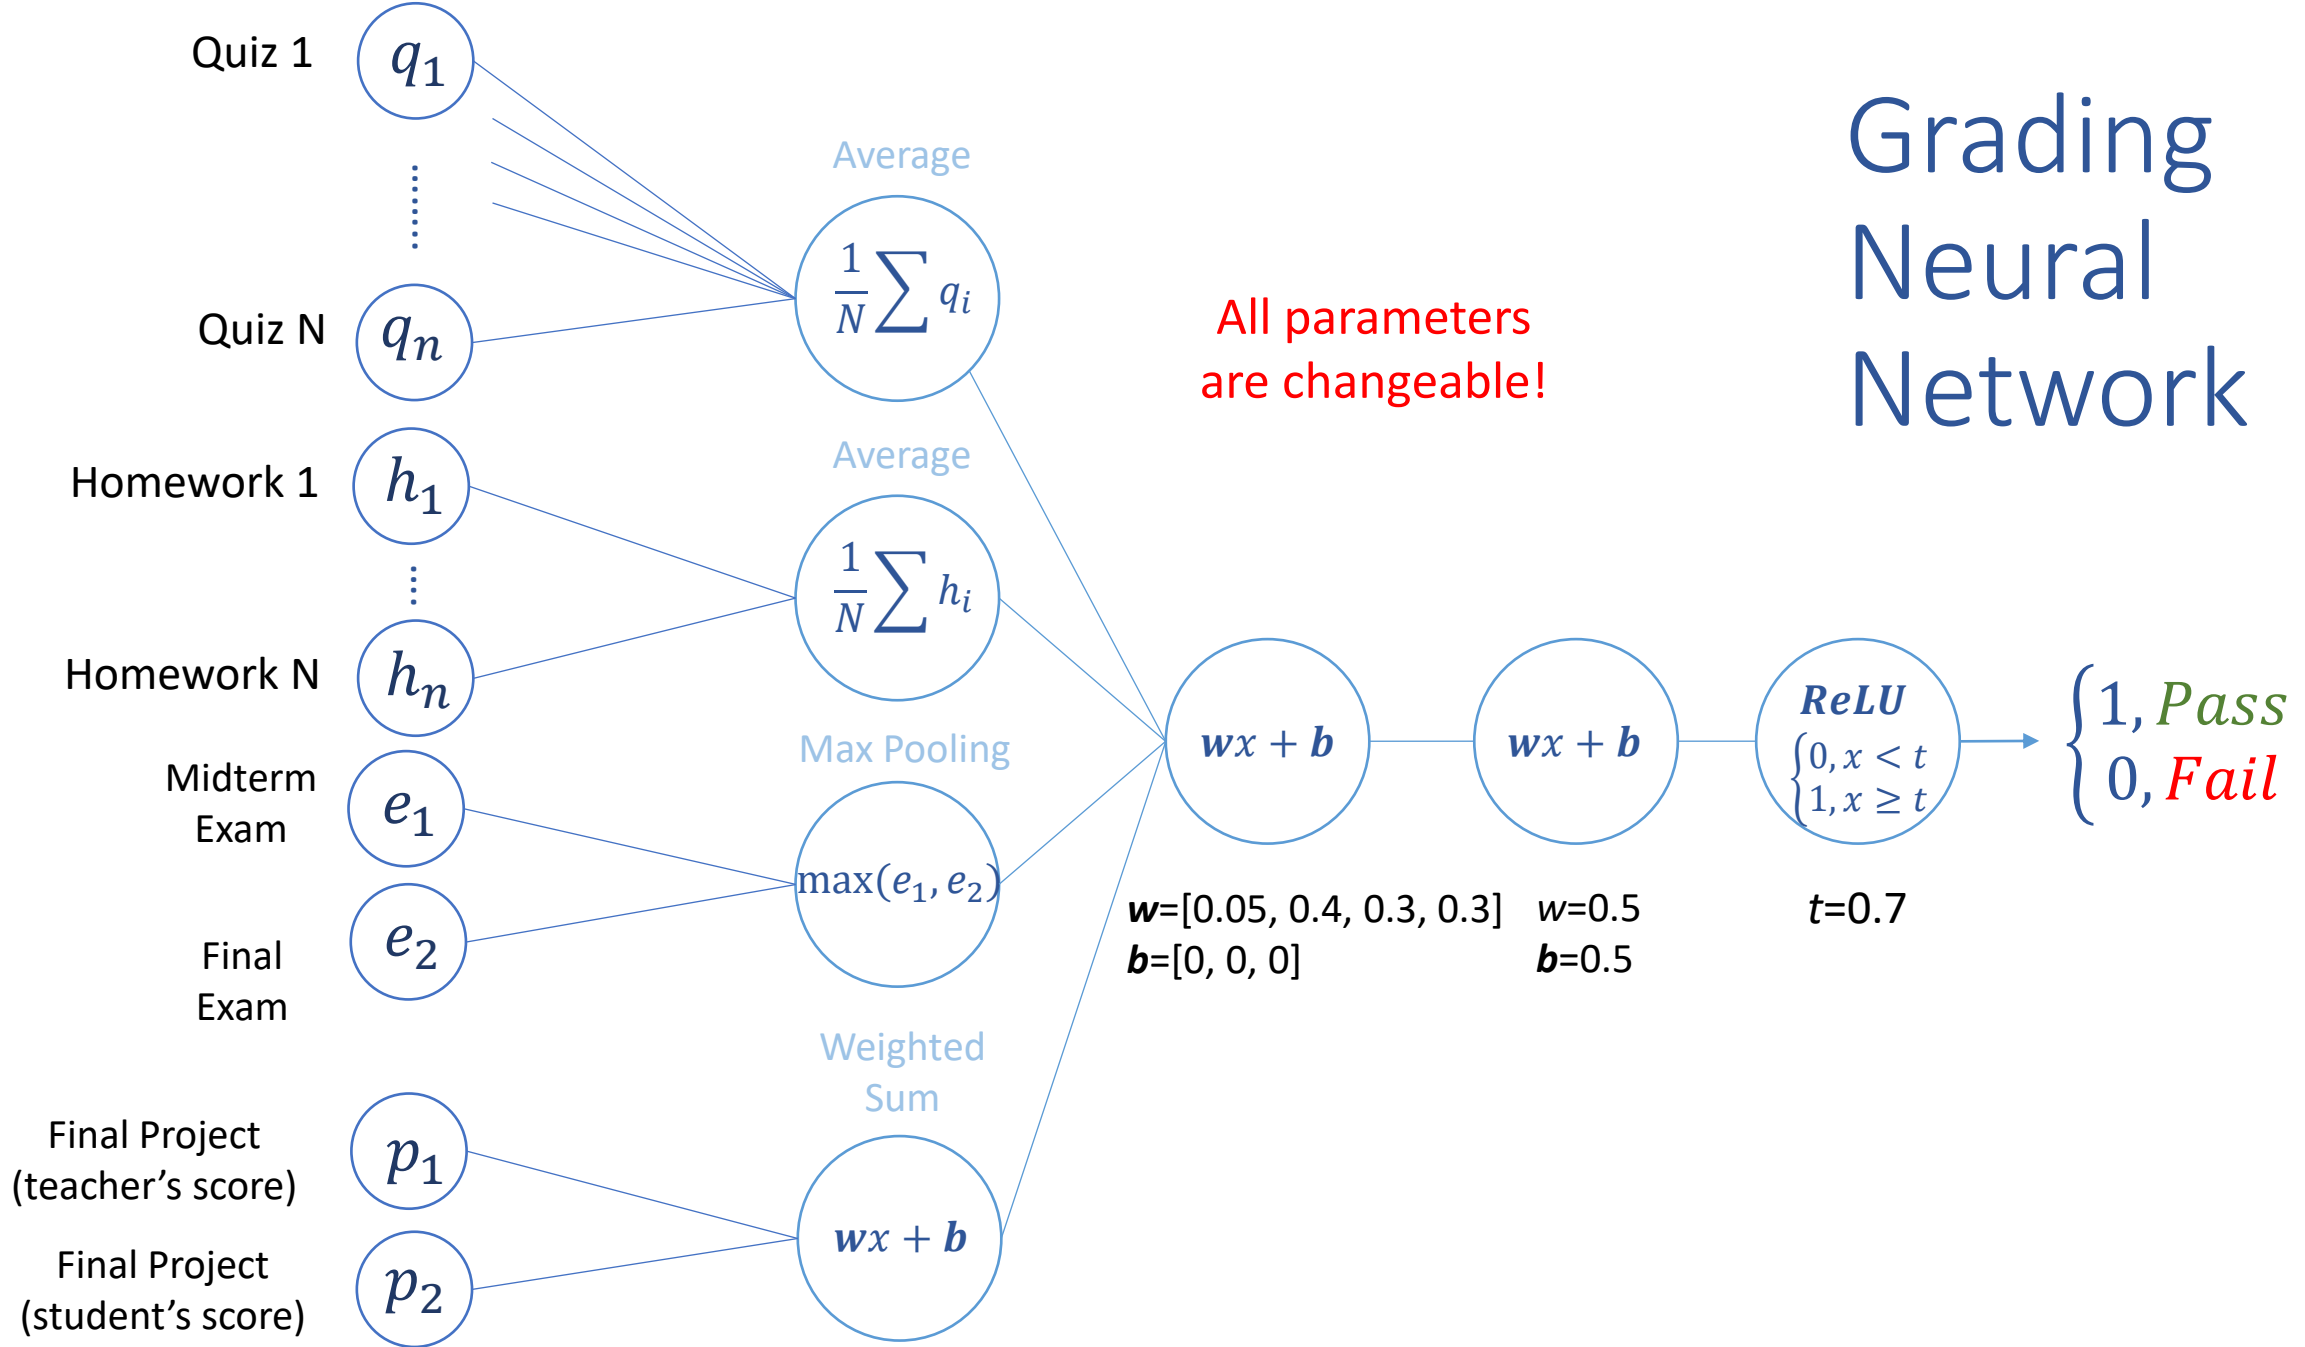 Quiz 1
q₁
Quiz N
qₙ
Homework 1
h₁
Homework N
hₙ
Midterm
Exam
e₁
Final
Exam
e₂
Final Project
(teacher’s score)
p₁
Final Project
(student’s score)
p₂
Average
1/N ∑ qᵢ
Average
1/N ∑ hᵢ
Max Pooling
max(e₁, e₂)
Weighted
Sum
wx + b
All parameters
are changeable!
Grading
Neural
Network
wx + b
w=[0.05, 0.4, 0.3, 0.3]
b=[0, 0, 0]
wx + b
w=0.5
b=0.5
ReLU
{0, x < t
1, x ≥ t
t=0.7
{1, Pass
0, Fail